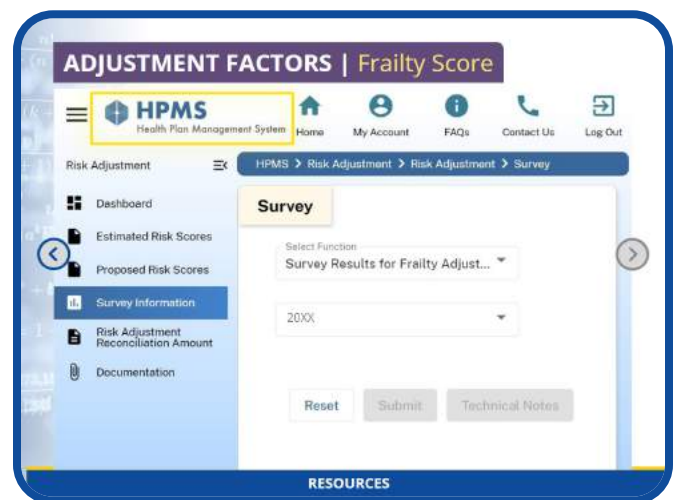 ADJUSTMENT FACTORS | Frailty Score
HPMS
Health Plan Management System
Home
My Account
FAQs
Contact Us
Log Out
Risk Adjustment
HPMS > Risk Adjustment > Risk Adjustment > Survey
Dashboard
Estimated Risk Scores
Proposed Risk Scores
Survey Information
Risk Adjustment
Reconciliation Amount
Documentation
Survey
Select Function
Survey Results for Frailty Adjust...
20XX
Reset
Submit
Technical Notes
RESOURCES